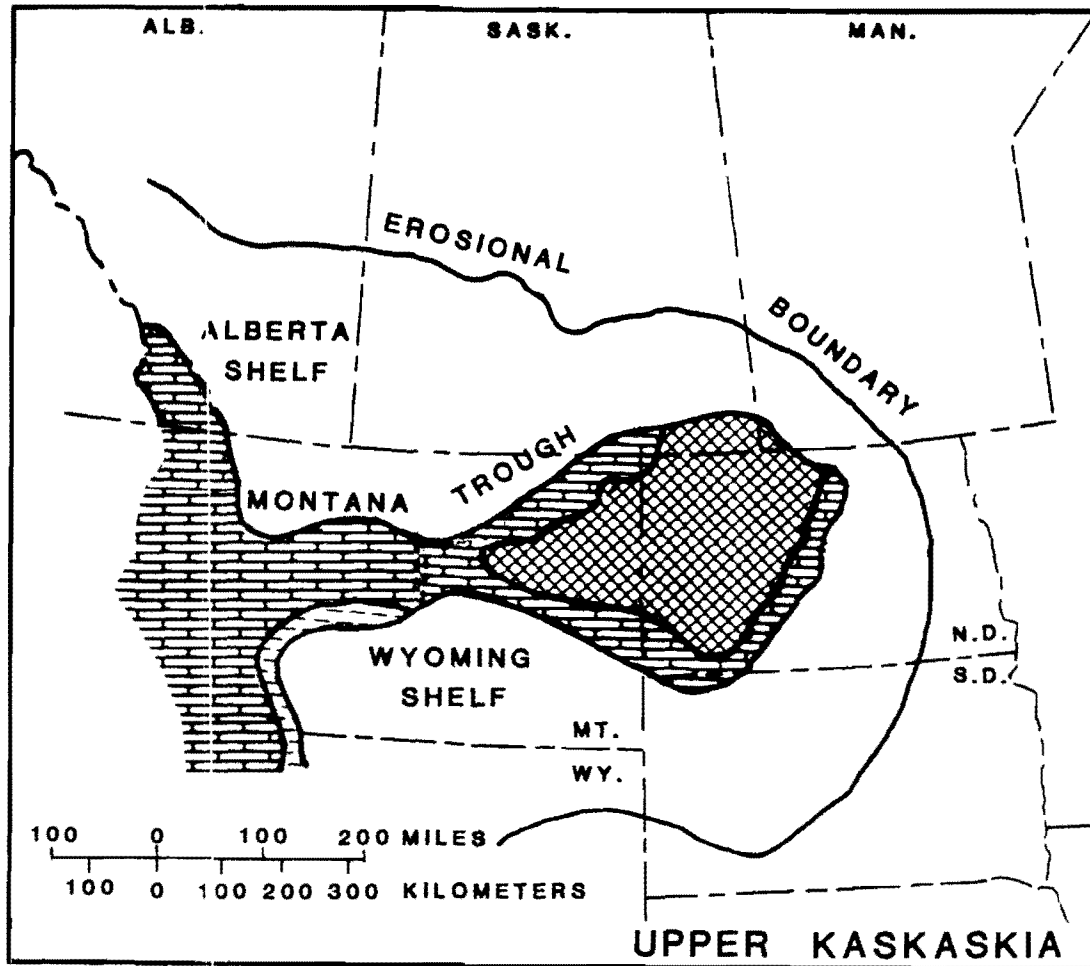 ALB. SASK. MAN.
EROSIONAL
BOUNDARY
ALBERTA
SHELF
MONTANA TROUGH
WYOMING
SHELF
N.D.
S.D.
MT.
WY.
100 0 100 200 MILES
100 0 100 200 300 KILOMETERS
UPPER KASKASKIA